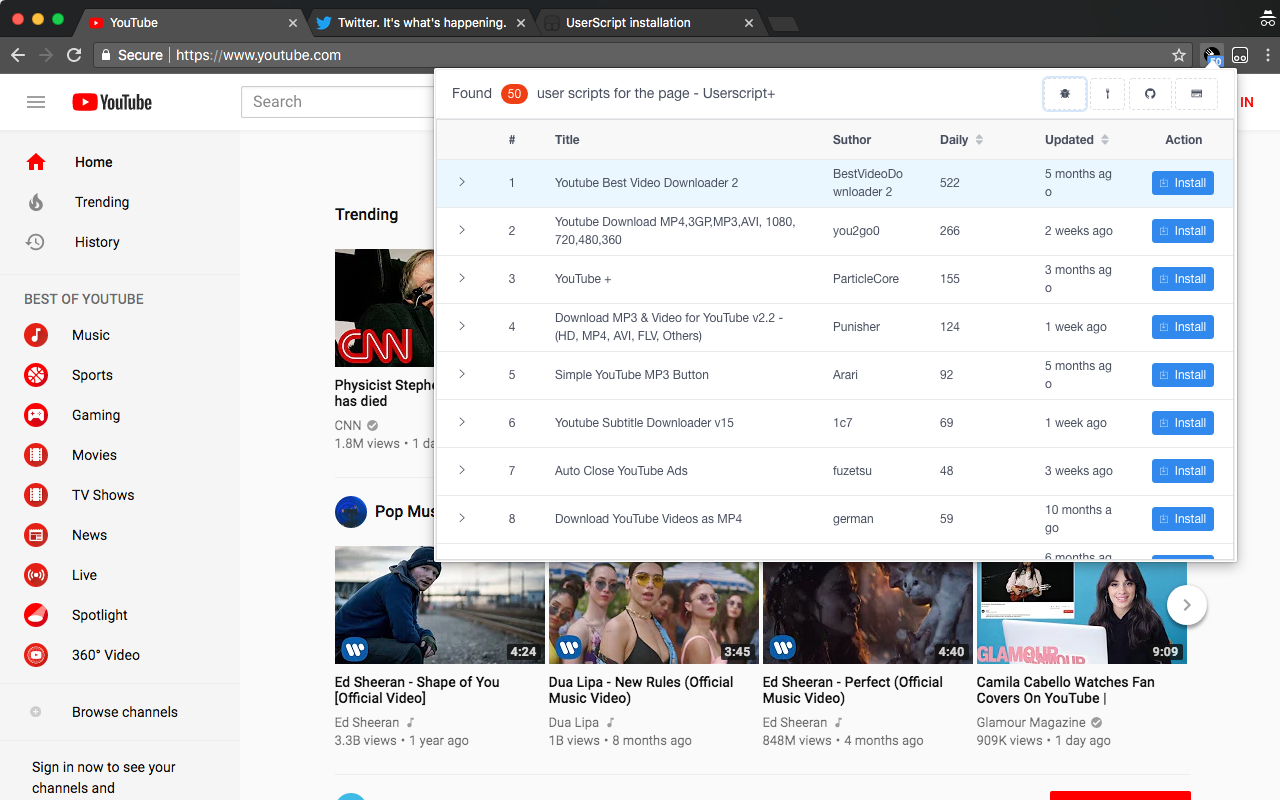 YouTube
Twitter. It's what's happening.
UserScript installation
Secure
https://www.youtube.com
50
YouTube
Search
IN
Found 50 user scripts for the page - Userscript+
# Title Suthor Daily Updated Action
1 Youtube Best Video Downloader 2 BestVideoDo 522 5 months ag Install
wnloader 2 o
2 Youtube Download MP4,3GP,MP3,AVI, 1080, you2go0 266 2 weeks ago Install
720,480,360
3 YouTube + ParticleCore 155 3 months ag Install
o
4 Download MP3 & Video for YouTube v2.2 - Punisher 124 1 week ago Install
(HD, MP4, AVI, FLV, Others)
5 Simple YouTube MP3 Button Arari 92 5 months ag Install
o
6 Youtube Subtitle Downloader v15 1c7 69 1 week ago Install
7 Auto Close YouTube Ads fuzetsu 48 3 weeks ago Install
8 Download YouTube Videos as MP4 german 59 10 months a Install
go
6 months ag
Home
Trending
History
BEST OF YOUTUBE
Music
Sports
Gaming
Movies
TV Shows
News
Live
Spotlight
360° Video
Browse channels
Sign in now to see your
channels and
Trending
CNN
Physicist Steph
has died
CNN
1.8M views • 1 da
Pop Mus
4:24
3:45
4:40
GLAMOUR
GLAMOUR
9:09
Ed Sheeran - Shape of You
[Official Video]
Ed Sheeran
3.3B views • 1 year ago
Dua Lipa - New Rules (Official
Music Video)
Dua Lipa
1B views • 8 months ago
Ed Sheeran - Perfect (Official
Music Video)
Ed Sheeran
848M views • 4 months ago
Camila Cabello Watches Fan
Covers On YouTube |
Glamour Magazine
909K views • 1 day ago